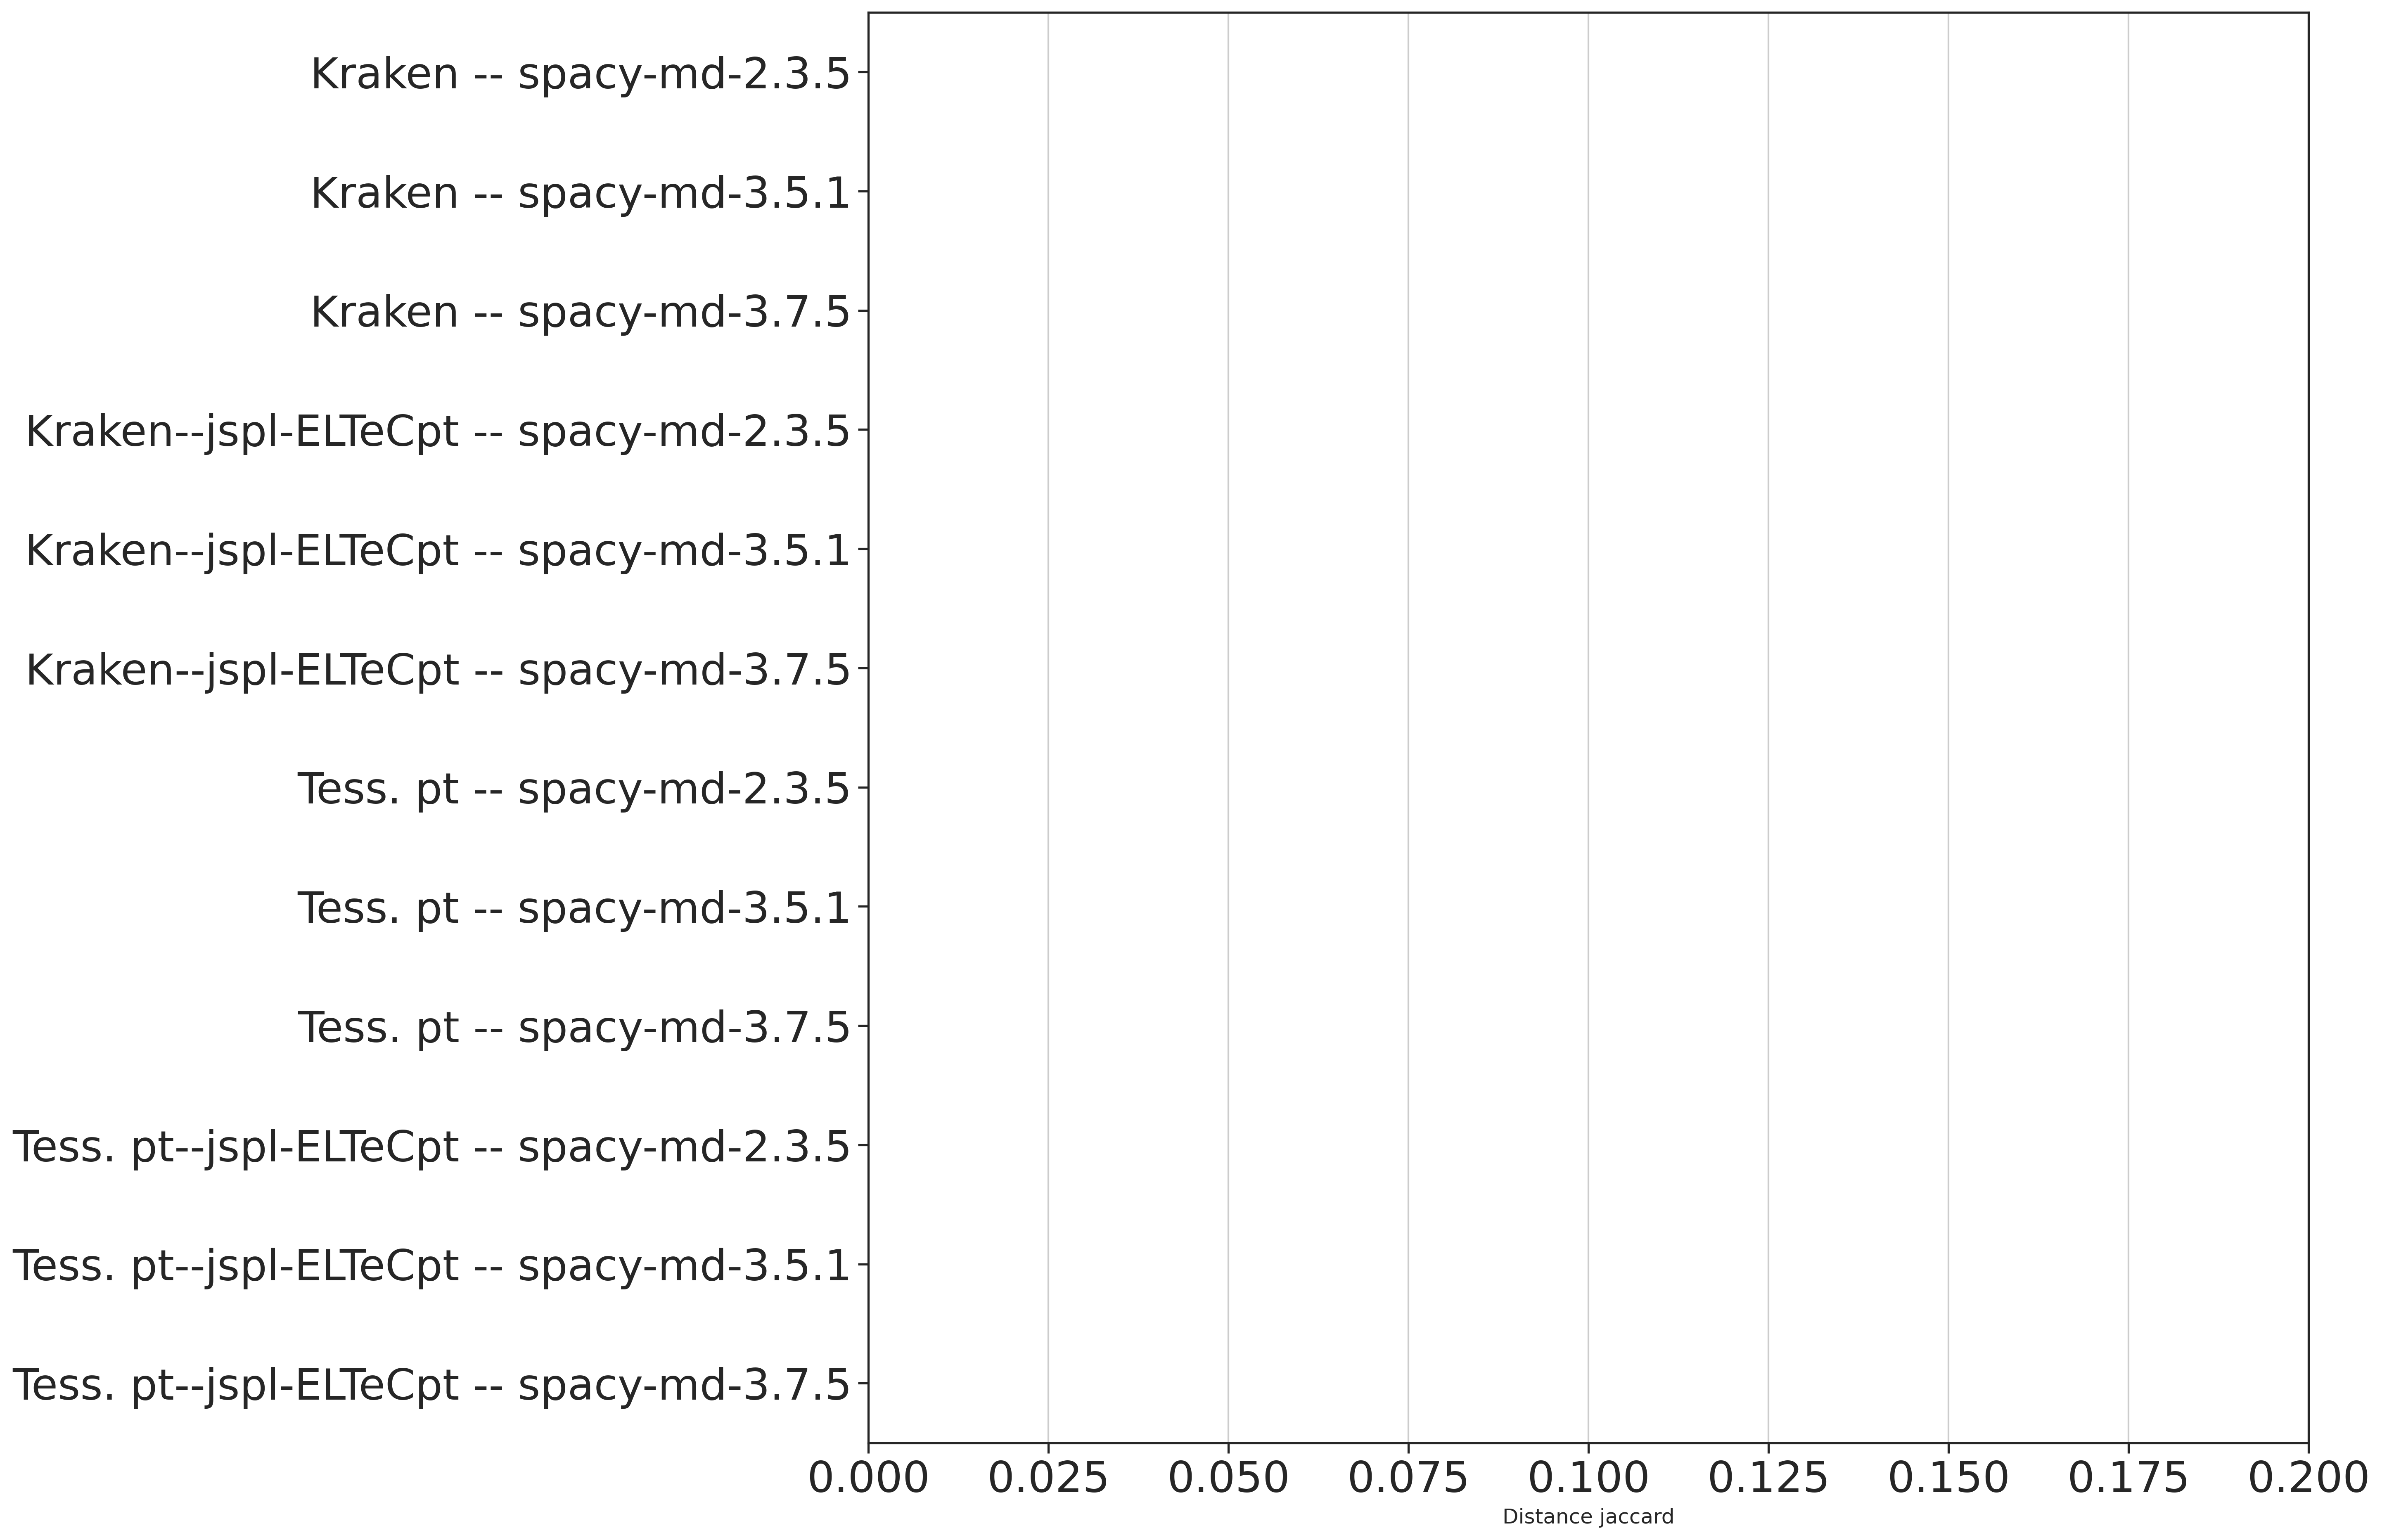 Kraken -- spacy-md-2.3.5
Kraken -- spacy-md-3.5.1
Kraken -- spacy-md-3.7.5
Kraken--jspl-ELTeCpt -- spacy-md-2.3.5
Kraken--jspl-ELTeCpt -- spacy-md-3.5.1
Kraken--jspl-ELTeCpt -- spacy-md-3.7.5
Tess. pt -- spacy-md-2.3.5
Tess. pt -- spacy-md-3.5.1
Tess. pt -- spacy-md-3.7.5
Tess. pt--jspl-ELTeCpt -- spacy-md-2.3.5
Tess. pt--jspl-ELTeCpt -- spacy-md-3.5.1
Tess. pt--jspl-ELTeCpt -- spacy-md-3.7.5
0.000 0.025 0.050 0.075 0.100 0.125 0.150 0.175 0.200
Distance jaccard